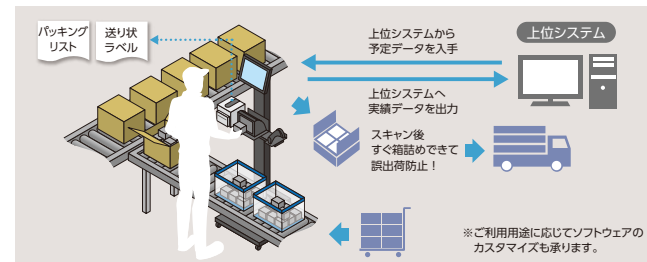 パッキング
リスト
送り状
ラベル
上位システムから
予定データを入手
上位システム
上位システムへ
実績データを出力
スキャン後
すぐ箱詰めできて
誤出荷防止！
※ご利用用途に応じてソフトウェアの
カスタマイズも承ります。